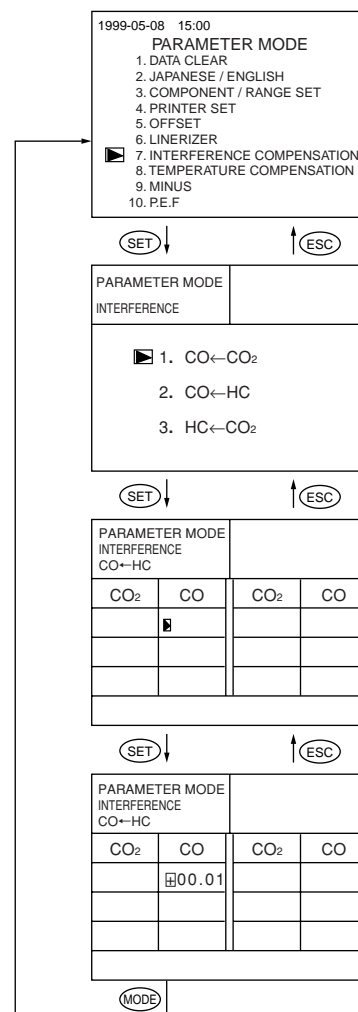 1999-05-08 15:00
PARAMETER MODE
1. DATA CLEAR
2. JAPANESE / ENGLISH
3. COMPONENT / RANGE SET
4. PRINTER SET
5. OFFSET
6. LINERIZER
7. INTERFERENCE COMPENSATION
8. TEMPERATURE COMPENSATION
9. MINUS
10. P.E.F
SET ESC
PARAMETER MODE
INTERFERENCE
1. CO←CO₂
2. CO←HC
3. HC←CO₂
SET ESC
PARAMETER MODE
INTERFERENCE
CO←HC
CO₂ CO CO₂ CO
SET ESC
PARAMETER MODE
INTERFERENCE
CO←HC
CO₂ CO CO₂ CO
+00.01
MODE